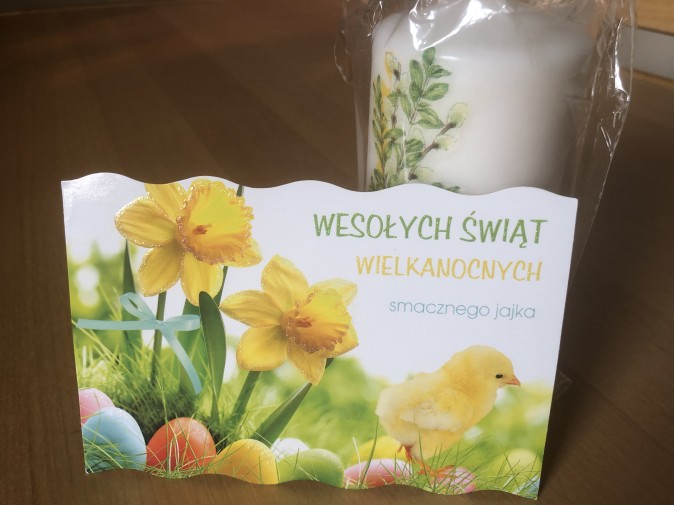 WESOŁYCH ŚWIĄT
WIELKANOCNYCH
smacznego jajka